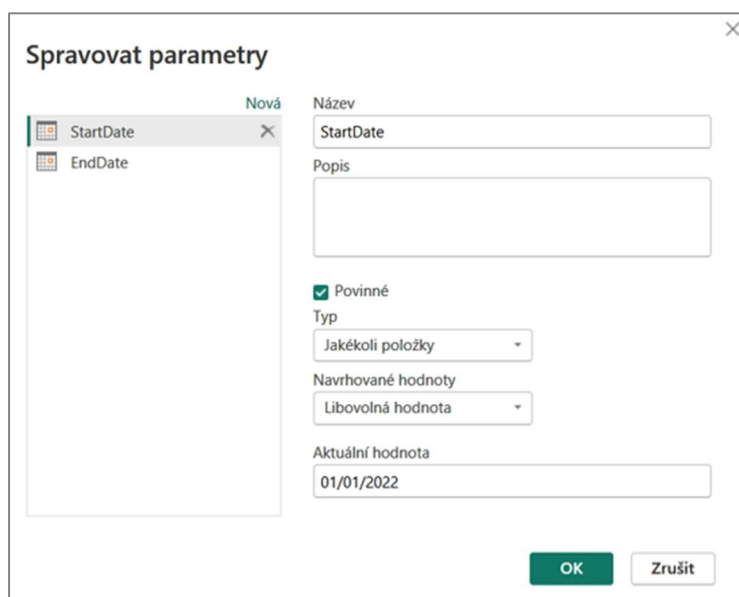 Spravovat parametry
Nová
StartDate
EndDate
Název
StartDate
Popis
Povinné
Typ
Jakékoli položky
Navrhované hodnoty
Libovolná hodnota
Aktuální hodnota
01/01/2022
OK
Zrušit